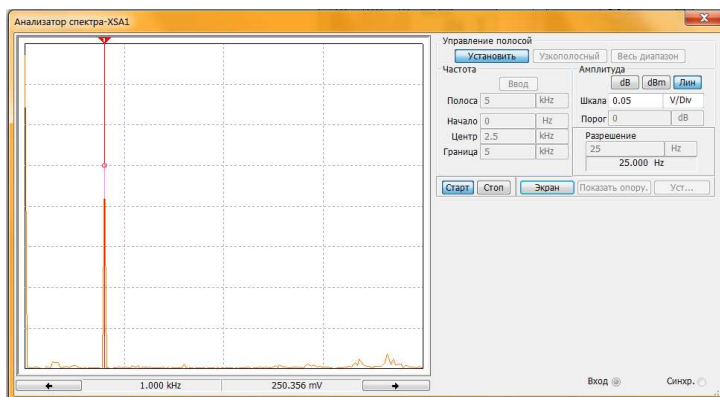 Анализатор спектра-XSA1
X
1
Управление полосой
Установить Узкополосный Весь диапазон
Частота
Ввод
Полоса 5 kHz
Начало 0 Hz
Центр 2.5 kHz
Граница 5 kHz
Амплитуда
dB dBm Лин
Шкала 0.05 V/Div
Порог 0 dB
Разрешение
25 Hz
25.000 Hz
Старт Стоп Экран Показать опору. Уст...
1.000 kHz 250.356 mV
Вход Синхр.